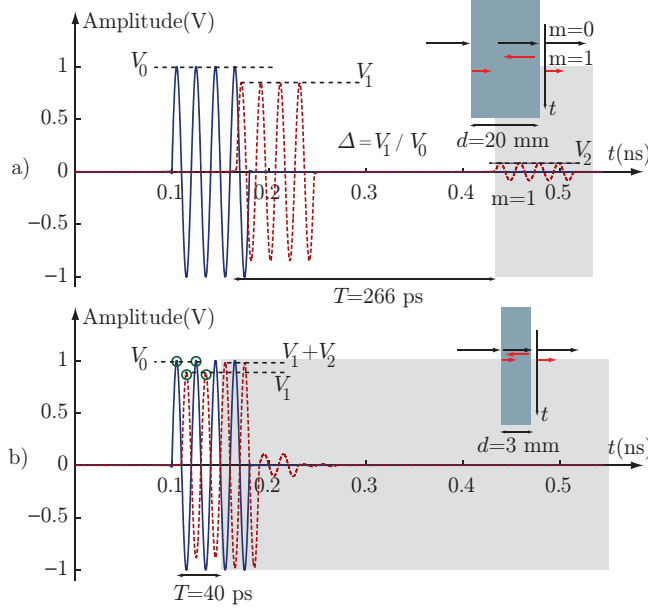 Amplitude(V)
m=0
V₀
m=1
1
V₁
0.5
t
Δ=V₁/V₀
d=20 mm
V₂
t(ns)
a)
0
0.1
0.2
0.3
0.4
0.5
m=1
−0.5
−1
T=266 ps
Amplitude(V)
V₀
V₁+V₂
1
V₁
t
0.5
d=3 mm
t(ns)
b)
0
0.1
0.2
0.3
0.4
0.5
−0.5
−1
T=40 ps